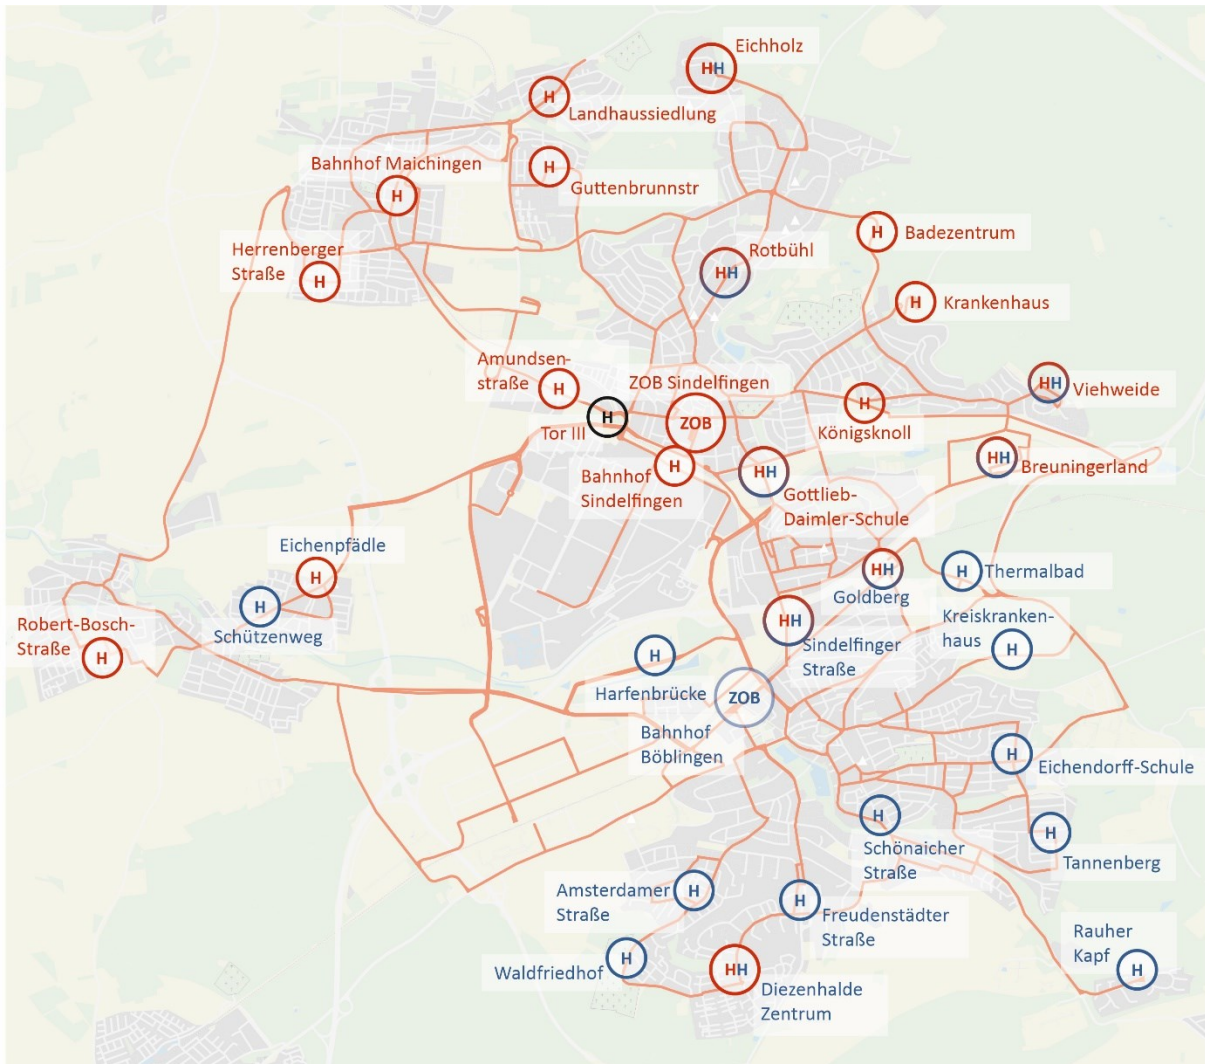 Eichholz
HH
H
Landhaussiedlung
Bahnhof Maichingen
H
Guttenbrunnstr
H
Herrenberger
Straße
H
Rotbühl
HH
H
Badezentrum
H
Krankenhaus
Amundsen-
straße
H
ZOB Sindelfingen
ZOB
HH
Viehweide
H
Königsknoll
H
Tor III
H
Bahnhof
Sindelfingen
HH
Gottlieb-
Daimler-Schule
HH
Breuningerland
Eichenpfädle
H
H
Schützenweg
HH
Goldberg
H
Thermalbad
Robert-Bosch-
Straße
H
HH
Sindelfinger
Straße
Kreiskranken-
haus
H
H
Harfenbrücke
ZOB
Bahnhof
Böblingen
H
Eichendorff-Schule
H
Schönaicher
Straße
H
Tannenberg
Amsterdamer
Straße
H
H
Freudenstädter
Straße
Waldfriedhof
H
HH
Diezenhalde
Zentrum
Rauher
Kapf
H